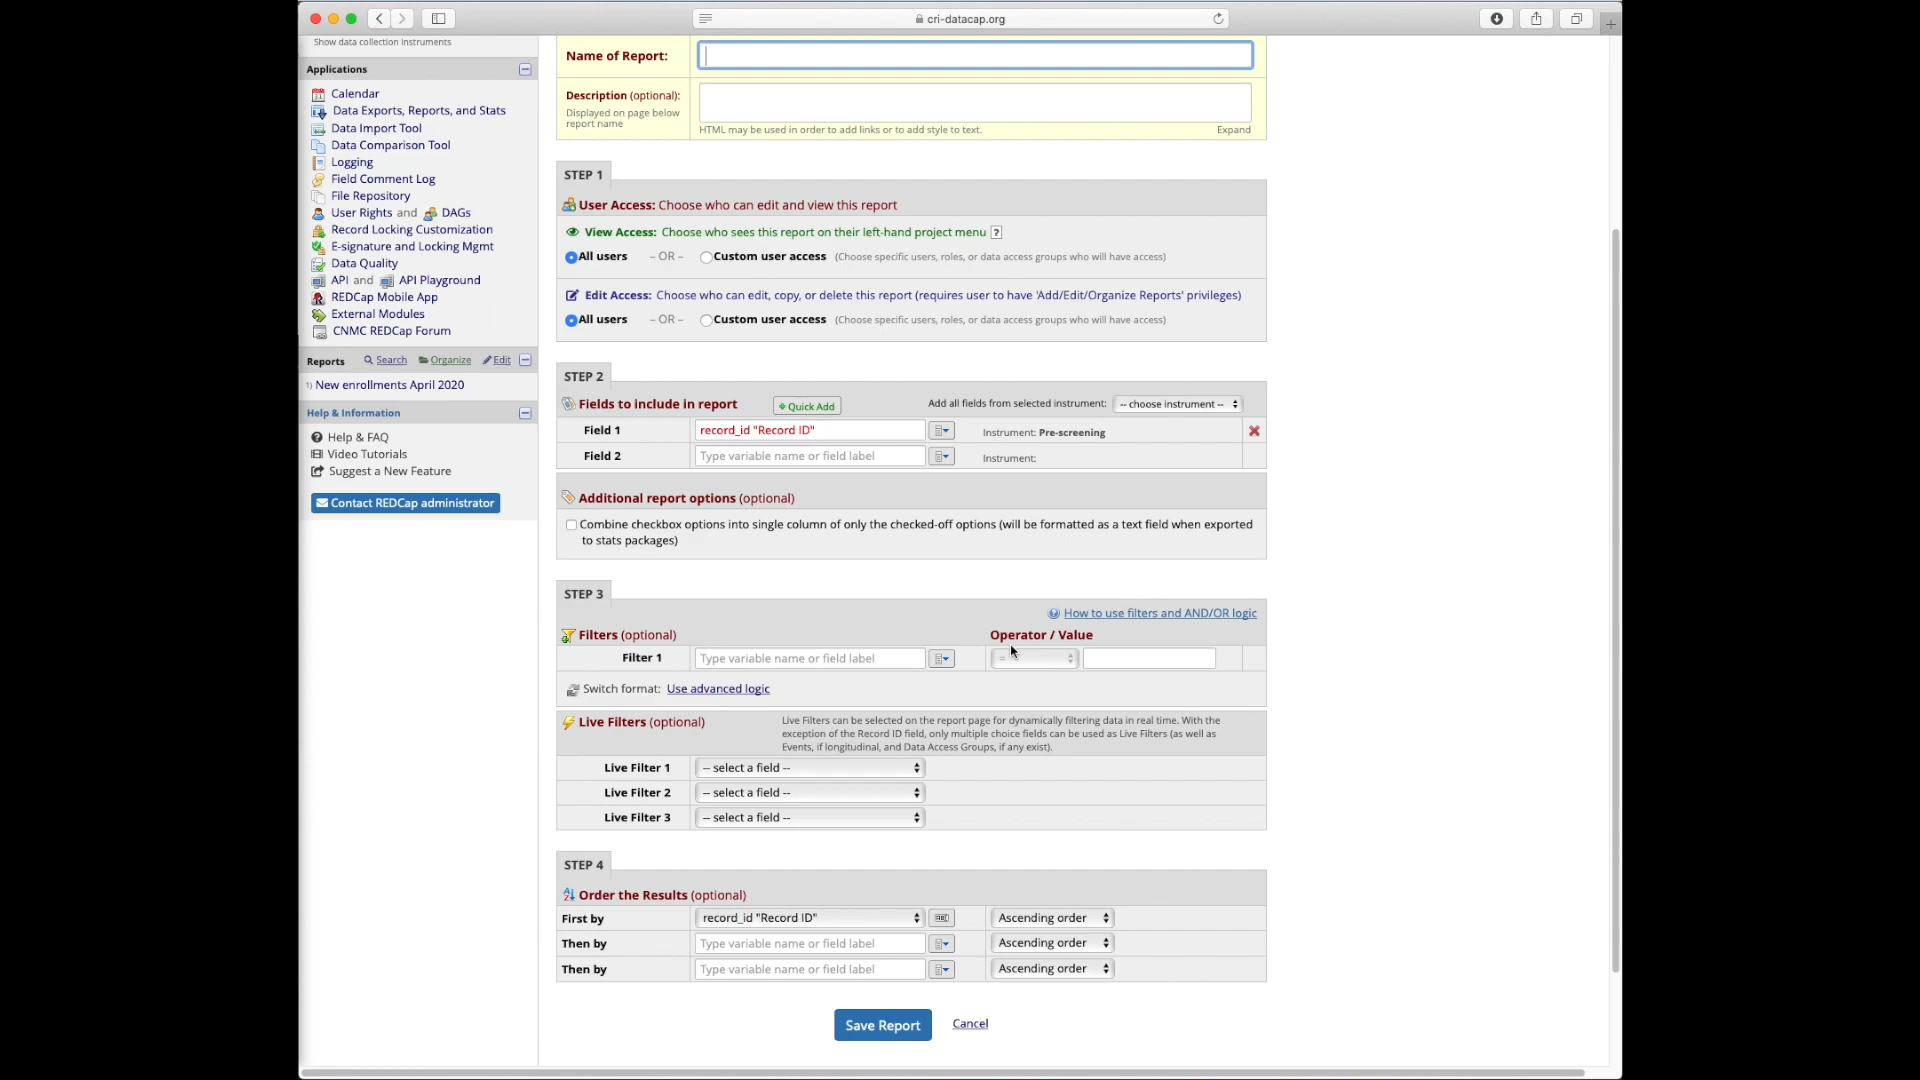 cri-datacap.org
Show data collection instruments
Applications
Calendar
Data Exports, Reports, and Stats
Data Import Tool
Data Comparison Tool
Logging
Field Comment Log
File Repository
User Rights and DAGs
Record Locking Customization
E-signature and Locking Mgmt
Data Quality
API and API Playground
REDCap Mobile App
External Modules
CNMC REDCap Forum
Reports Search Organize Edit
1) New enrollments April 2020
Help & Information
Help & FAQ
Video Tutorials
Suggest a New Feature
Contact REDCap administrator
Name of Report:
Description (optional):
Displayed on page below
report name
HTML may be used in order to add links or to add style to text. Expand
STEP 1
User Access: Choose who can edit and view this report
View Access: Choose who sees this report on their left-hand project menu ?
All users – OR – Custom user access (Choose specific users, roles, or data access groups who will have access)
Edit Access: Choose who can edit, copy, or delete this report (requires user to have 'Add/Edit/Organize Reports' privileges)
All users – OR – Custom user access (Choose specific users, roles, or data access groups who will have access)
STEP 2
Fields to include in report + Quick Add Add all fields from selected instrument: -- choose instrument --
Field 1 record_id "Record ID" Instrument: Pre-screening
Field 2 Type variable name or field label Instrument:
Additional report options (optional)
Combine checkbox options into single column of only the checked-off options (will be formatted as a text field when exported
to stats packages)
STEP 3
How to use filters and AND/OR logic
Filters (optional) Operator / Value
Filter 1 Type variable name or field label =
Switch format: Use advanced logic
Live Filters (optional) Live Filters can be selected on the report page for dynamically filtering data in real time. With the
exception of the Record ID field, only multiple choice fields can be used as Live Filters (as well as
Events, if longitudinal, and Data Access Groups, if any exist).
Live Filter 1 -- select a field --
Live Filter 2 -- select a field --
Live Filter 3 -- select a field --
STEP 4
Order the Results (optional)
First by record_id "Record ID" Ascending order
Then by Type variable name or field label Ascending order
Then by Type variable name or field label Ascending order
Save Report Cancel